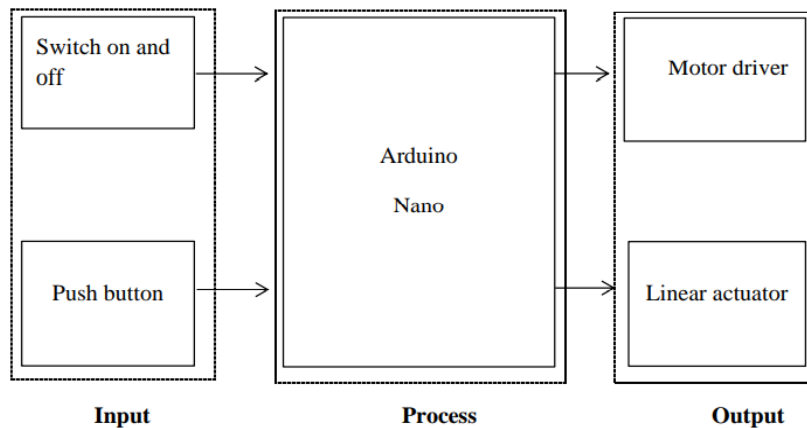 Switch on and
off
Push button
Arduino
Nano
Motor driver
Linear actuator
Input
Process
Output